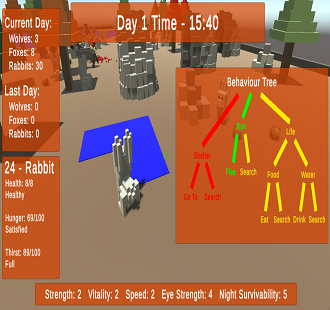 Current Day:
Wolves: 3
Foxes: 8
Rabbits: 30
Last Day:
Wolves: 0
Foxes: 0
Rabbits: 0
24 - Rabbit
Health: 8/8
Healthy
Hunger: 69/100
Satisfied
Thirst: 89/100
Full
Day 1 Time - 15:40
Behaviour Tree
Life
Shelter
Flee Search
Food Water
Go To Search
Eat Search Drink Search
Strength: 2 Vitality: 2 Speed: 2 Eye Strength: 4 Night Survivability: 5